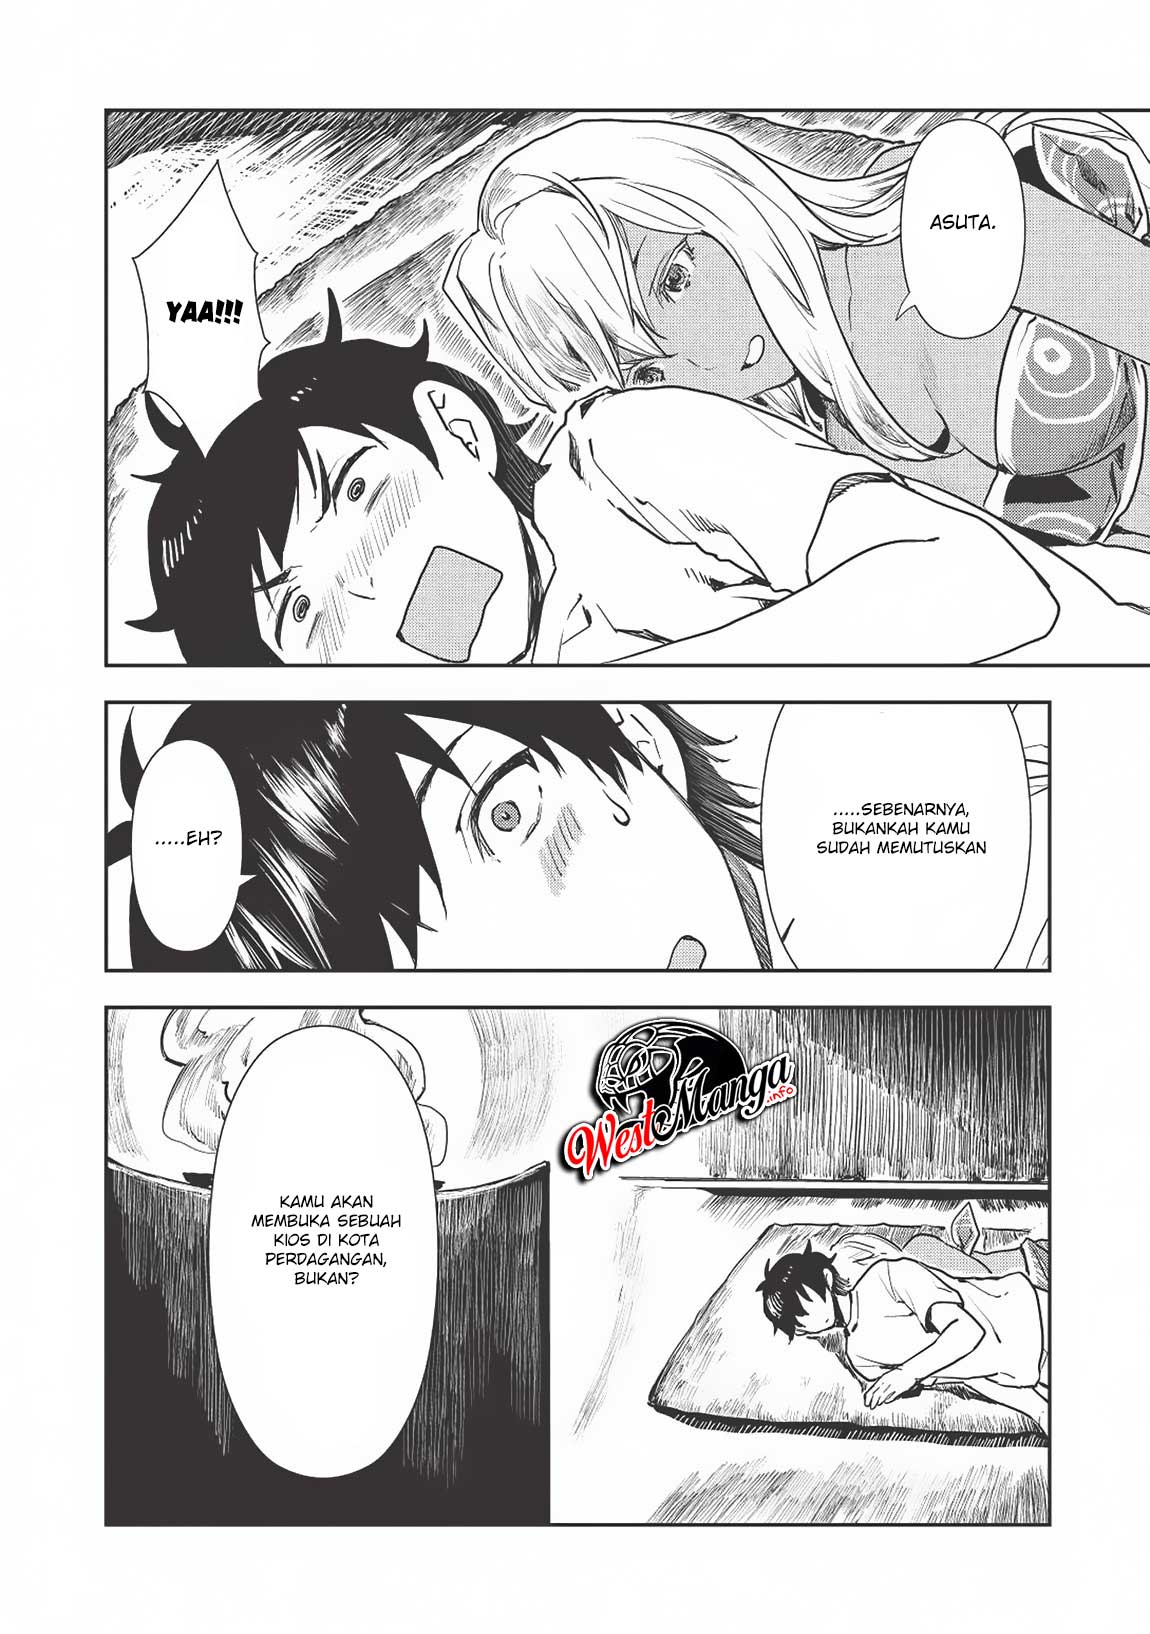 ASUTA.
YAA!!!
.....SEBENARNYA,
BUKANKAH KAMU
SUDAH MEMUTUSKAN
.....EH?
KAMU AKAN
MEMBUKA SEBUAH
KIOS DI KOTA
PERDAGANGAN,
BUKAN?
WestManga
.info